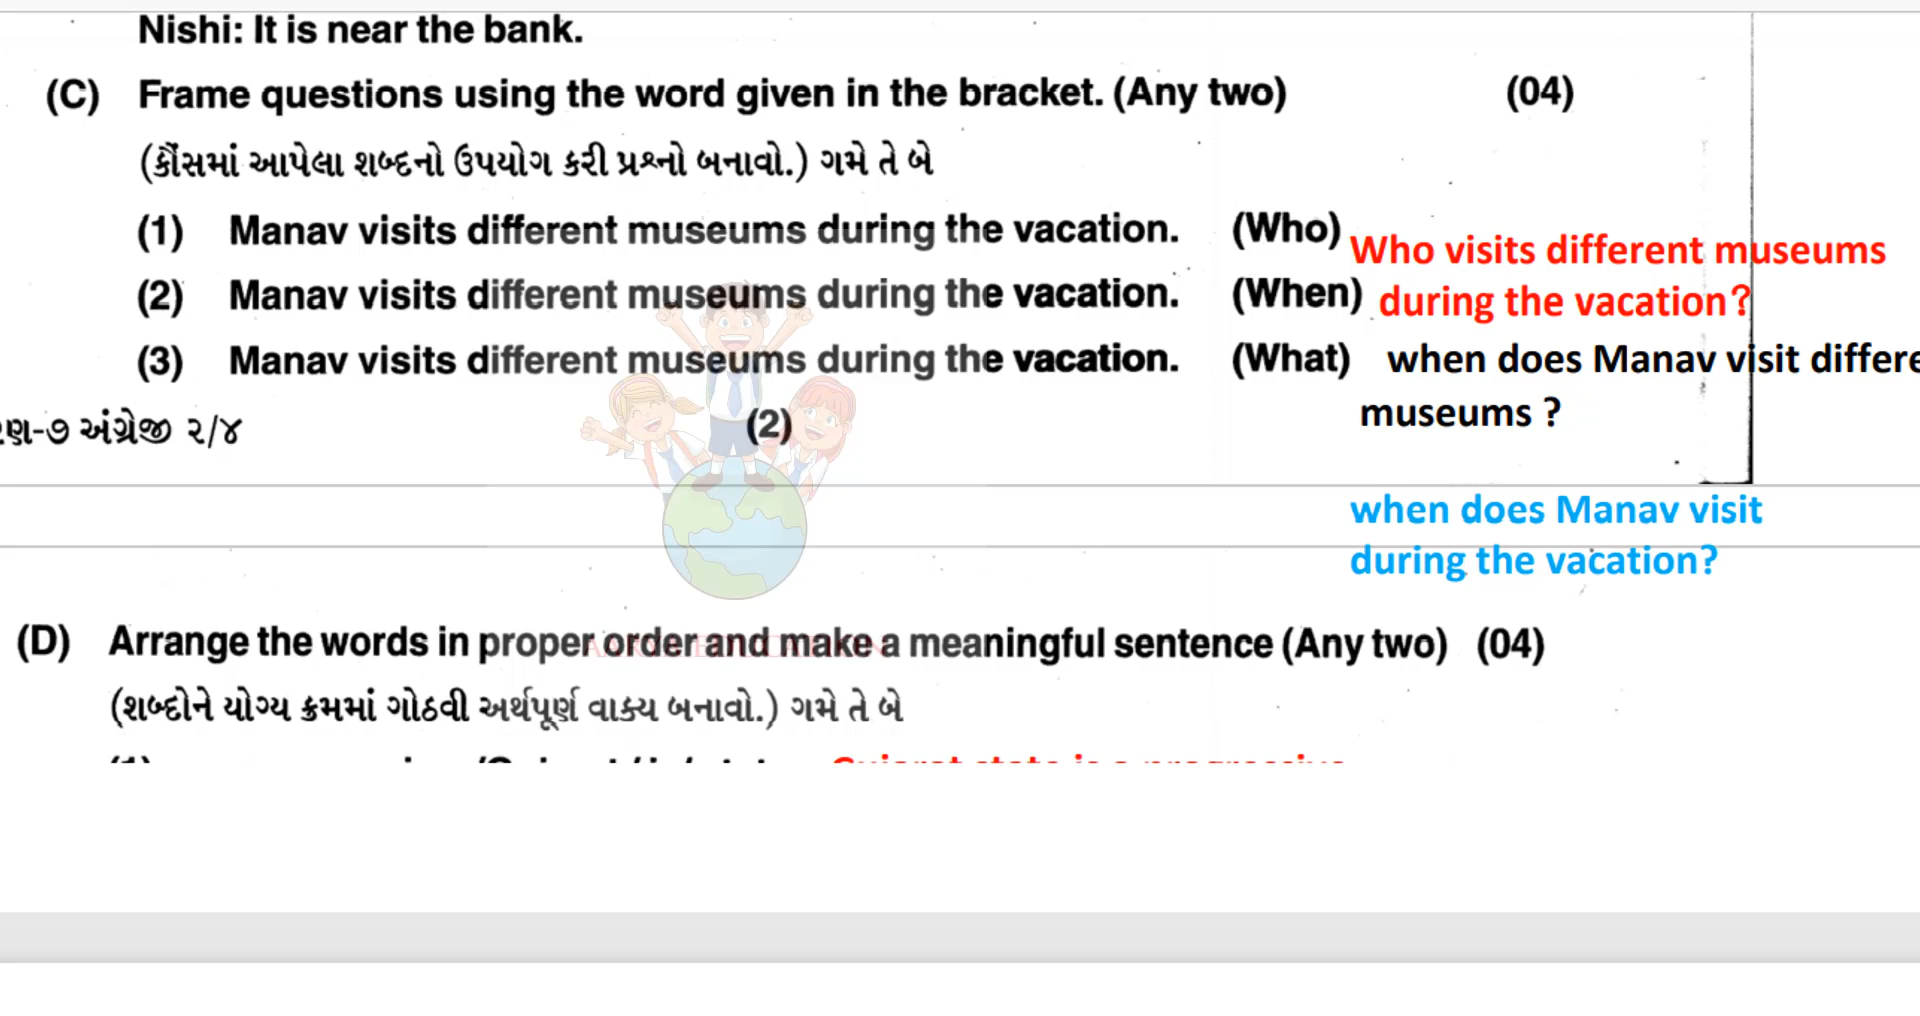 Nishi: It is near the bank.
(C) Frame questions using the word given in the bracket. (Any two) (04)
(કૌંસમાં આપેલા શબ્દનો ઉપયોગ કરી પ્રશ્નો બનાવો.) ગમે તે બે
(1) Manav visits different museums during the vacation. (Who)
Who visits different museums
during the vacation?
(2) Manav visits different museums during the vacation. (When)
(3) Manav visits different museums during the vacation. (What)
when does Manav visit differe
museums ?
રણ-૭ અંગ્રેજી ૨/૪ (2)
when does Manav visit
during the vacation?
(D) Arrange the words in proper order and make a meaningful sentence (Any two) (04)
(શબ્દોને યોગ્ય ક્રમમાં ગોઠવી અર્થપૂર્ણ વાક્ય બનાવો.) ગમે તે બે